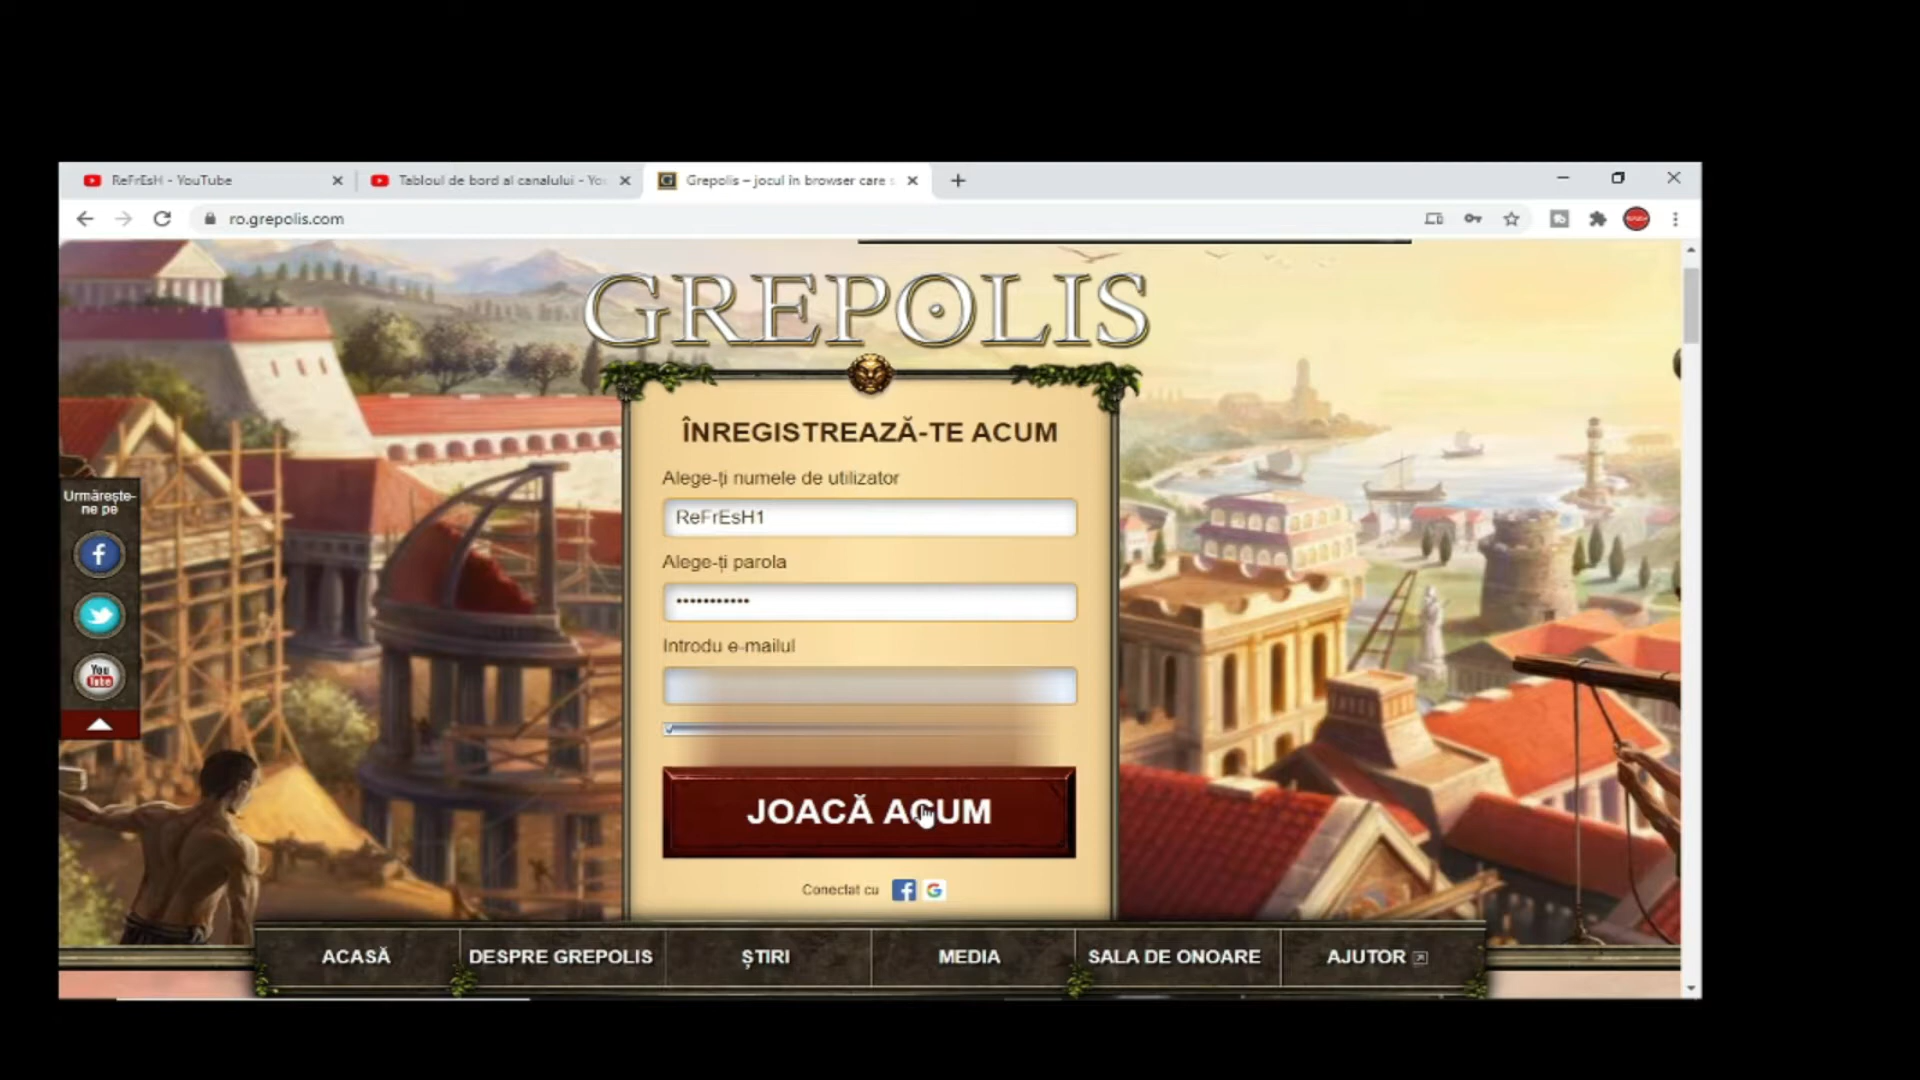 ReFrEsH - YouTube
Tabloul de bord al canalului - Yo
Grepolis – jocul în browser care
ro.grepolis.com
GREPOLIS
ÎNREGISTREAZĂ-TE ACUM
Alege-ți numele de utilizator
ReFrEsH1
Alege-ți parola
•••••••••••
Introdu e-mailul
JOACĂ ACUM
Conectat cu
Urmărește-
ne pe
You
Tube
ACASĂ
DESPRE GREPOLIS
ȘTIRI
MEDIA
SALA DE ONOARE
AJUTOR